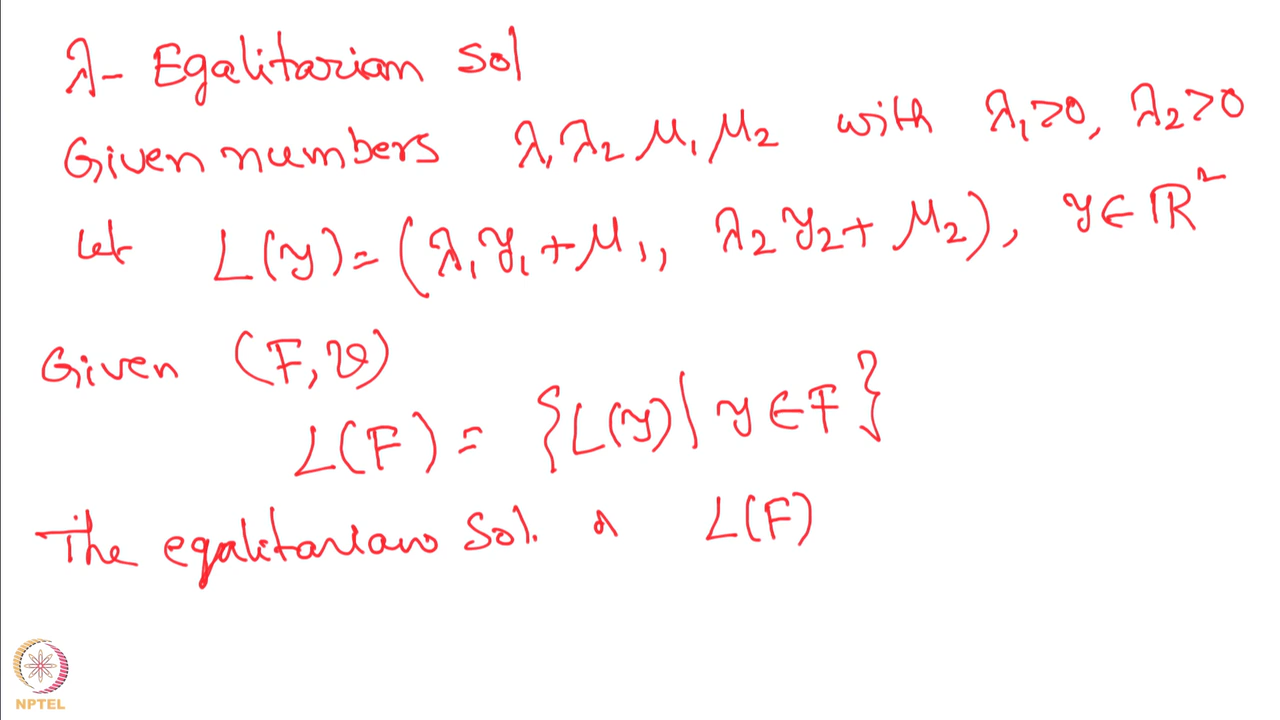 λ- Egalitarian Sol
Given numbers λ₁ λ₂ μ₁ μ₂ with λ₁>0, λ₂>0
Let L(y) = (λ₁y₁+μ₁, λ₂y₂+μ₂), y∈ℝ²
Given (F,v)
L(F) = {L(y)| y∈F}
The egalitarian Sol. L(F)
NPTEL